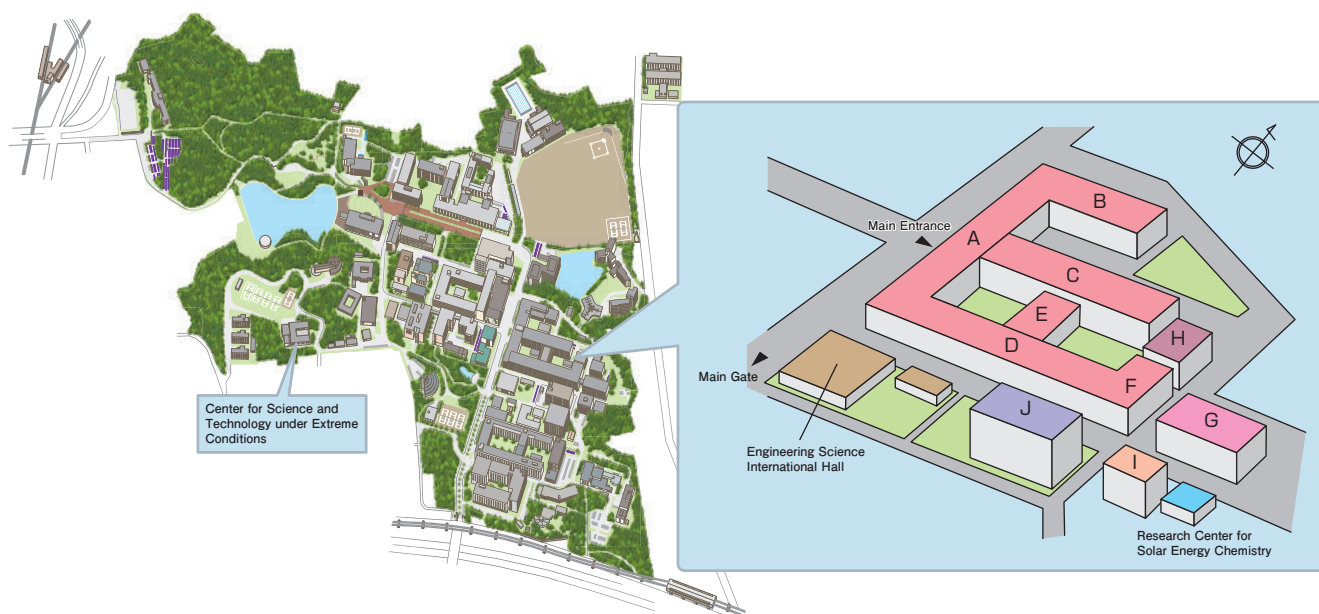 Center for Science and
Technology under Extreme
Conditions
Main Entrance
Main Gate
A
B
C
D
E
F
G
H
I
J
Engineering Science
International Hall
Research Center for
Solar Energy Chemistry